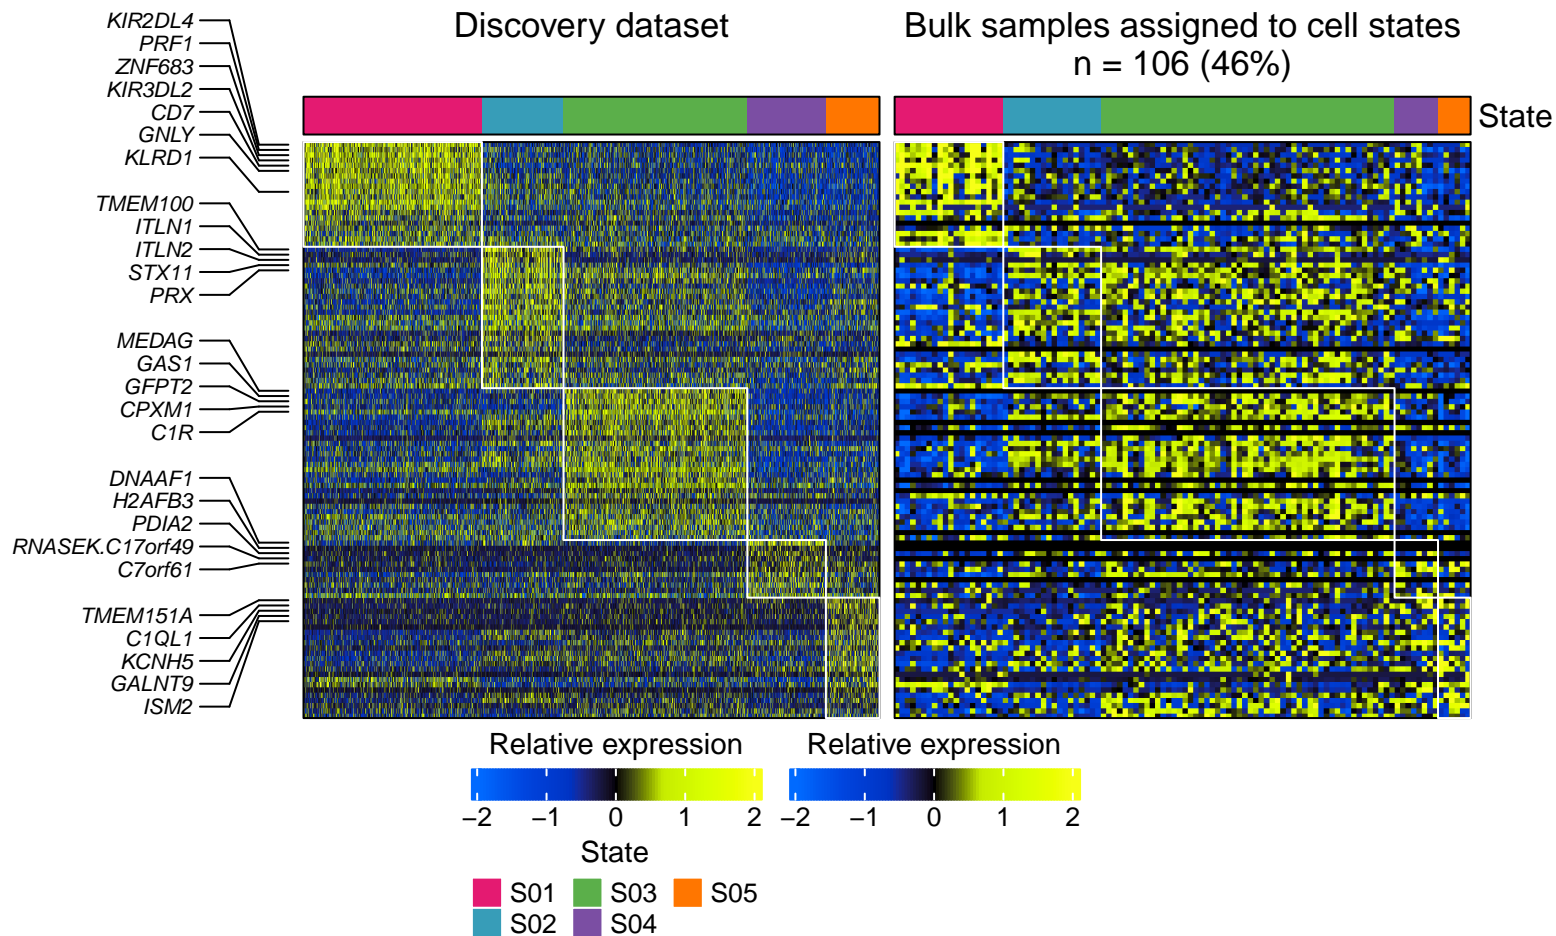 Discovery dataset
Bulk samples assigned to cell states
n = 106 (46%)
State
KIR2DL4
PRF1
ZNF683
KIR3DL2
CD7
GNLY
KLRD1
TMEM100
ITLN1
ITLN2
STX11
PRX
MEDAG
GAS1
GFPT2
CPXM1
C1R
DNAAF1
H2AFB3
PDIA2
RNASEK.C17orf49
C7orf61
TMEM151A
C1QL1
KCNH5
GALNT9
ISM2
Relative expression
−2 −1 0 1 2
Relative expression
−2 −1 0 1 2
State
S01 S03 S05
S02 S04